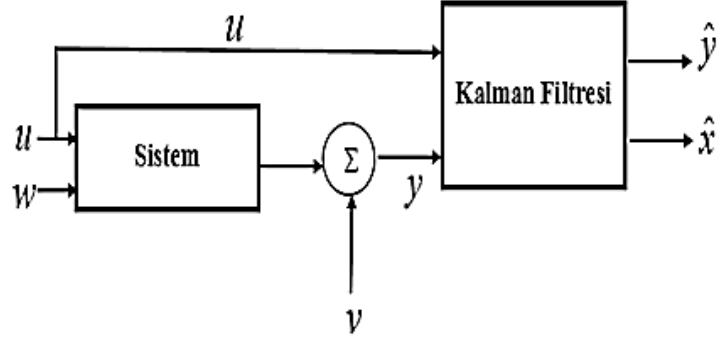 u
ŷ
Kalman Filtresi
u
Sistem
Σ
x̂
w
y
v